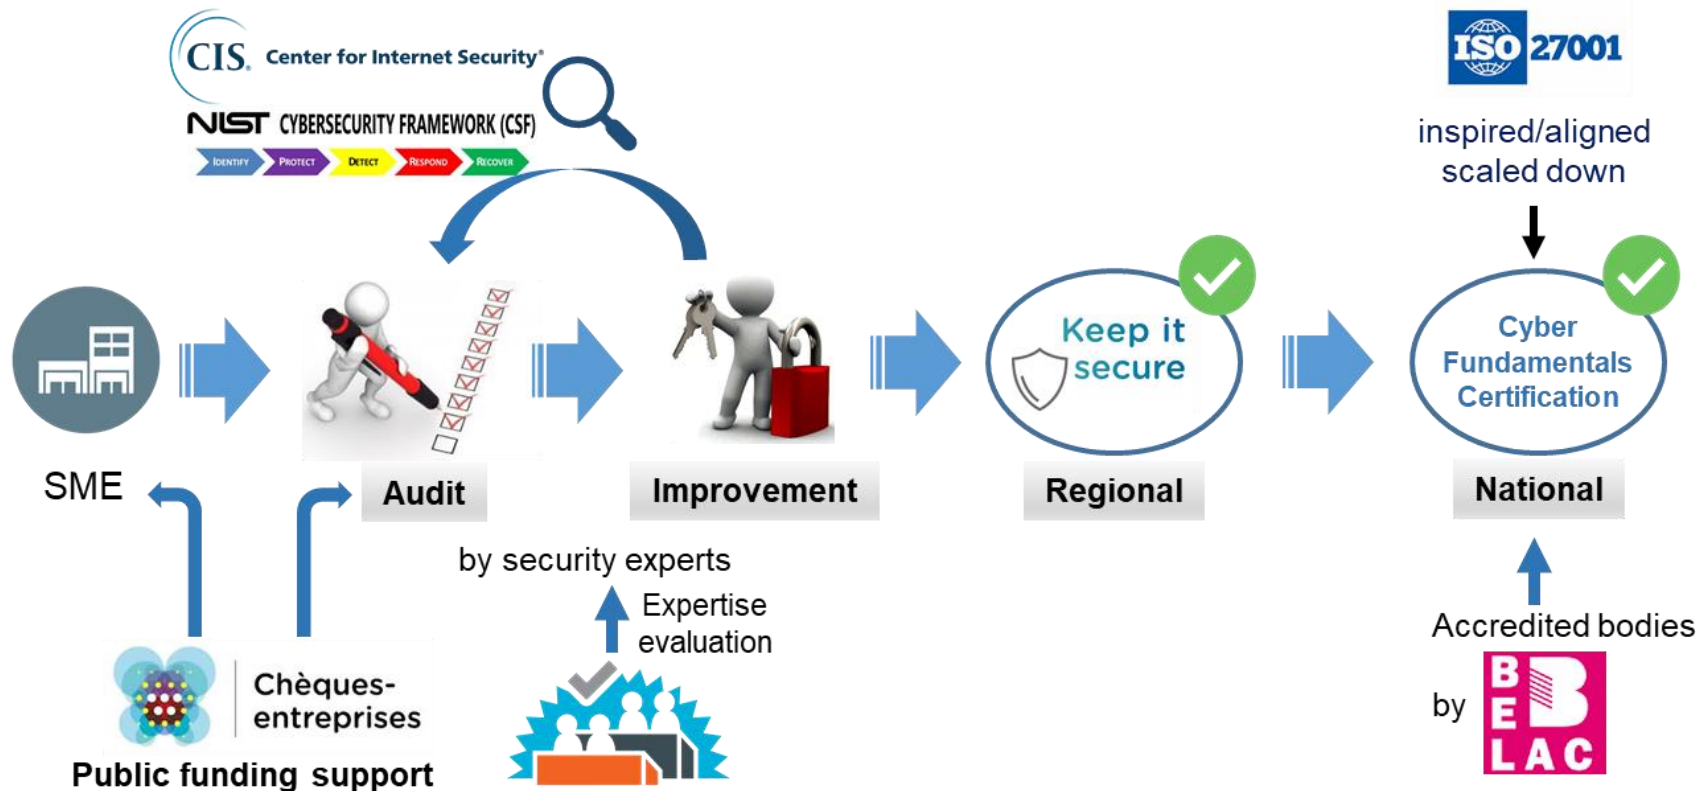 CIS. Center for Internet Security®
NIST CYBERSECURITY FRAMEWORK (CSF)
IDENTIFY PROTECT DETECT RESPOND RECOVER
ISO 27001
inspired/aligned
scaled down
Keep it
secure
Cyber
Fundamentals
Certification
SME
Audit
Improvement
Regional
National
by security experts
Expertise
evaluation
Chèques-
entreprises
Public funding support
Accredited bodies
by
BELAC